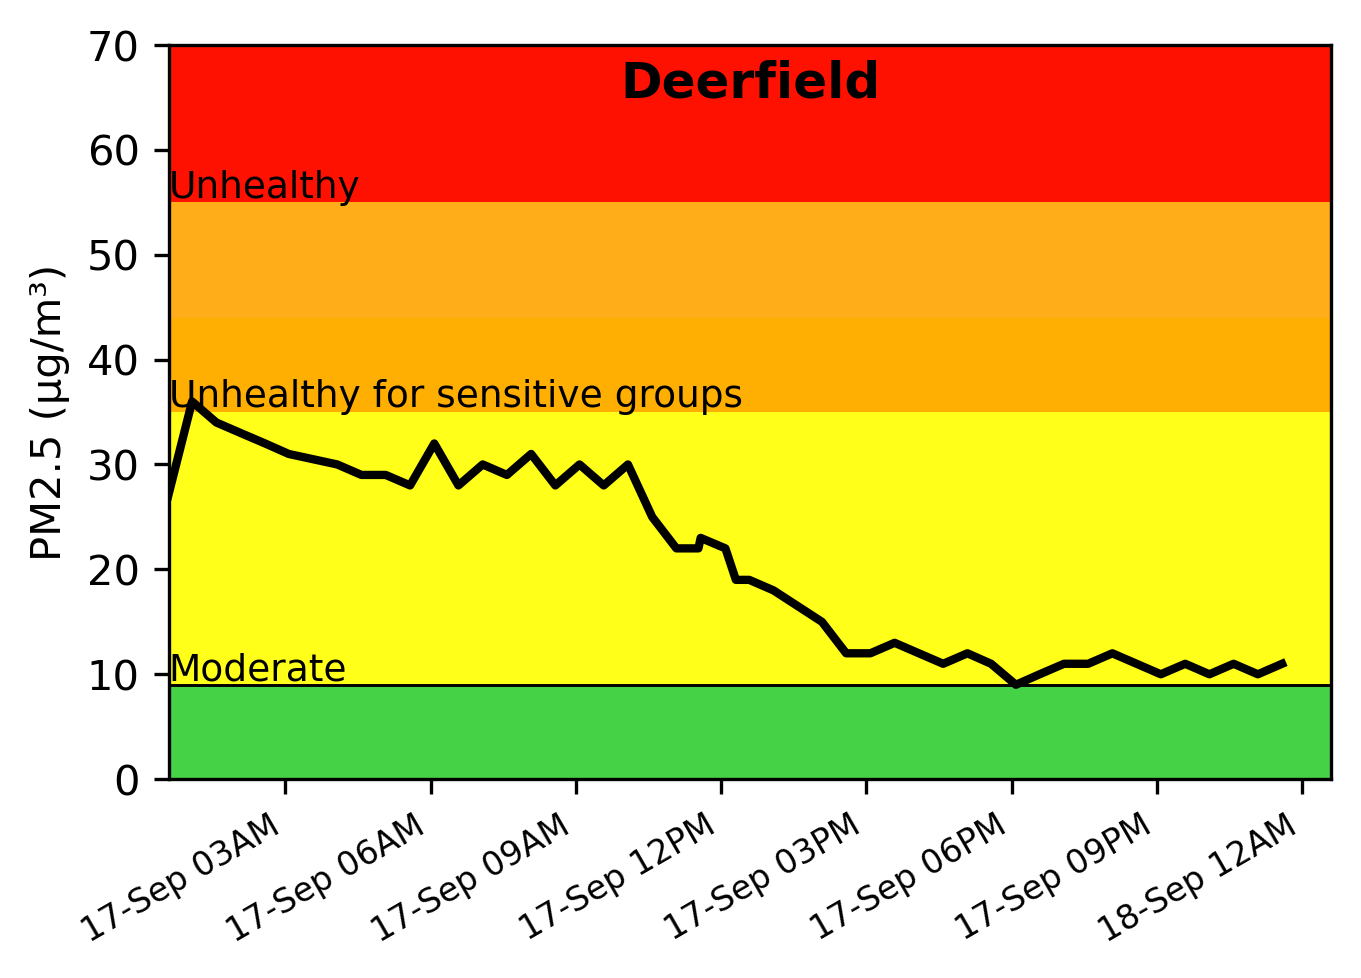 Deerfield
70
60
50
40
30
20
10
0
PM2.5 (µg/m³)
Unhealthy
Unhealthy for sensitive groups
Moderate
17-Sep 03AM
17-Sep 06AM
17-Sep 09AM
17-Sep 12PM
17-Sep 03PM
17-Sep 06PM
17-Sep 09PM
18-Sep 12AM